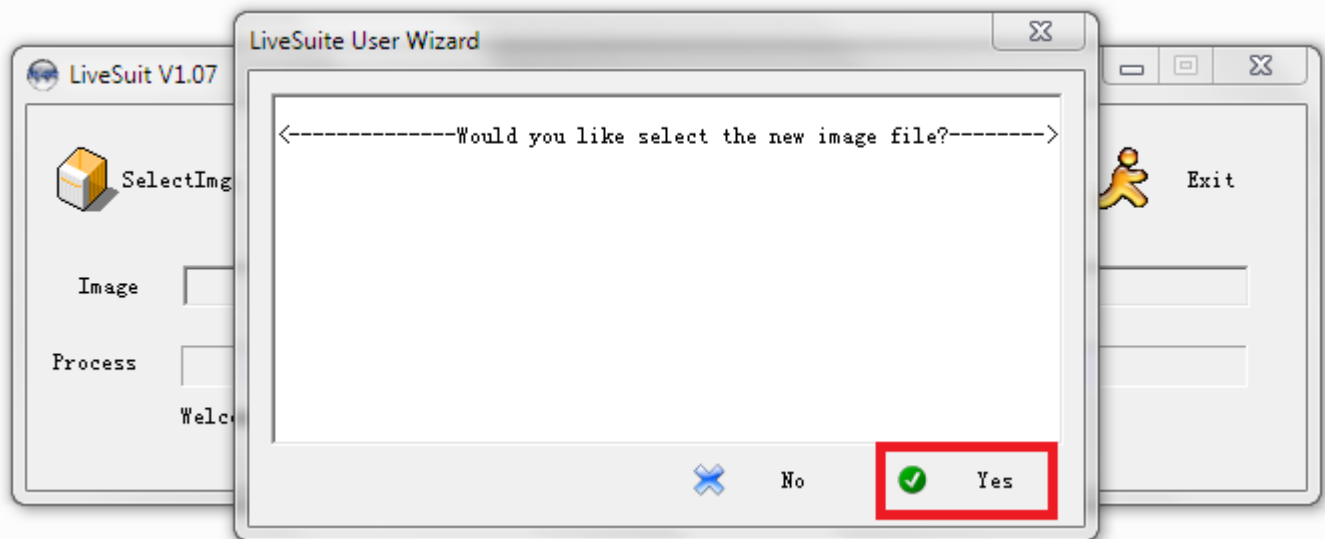 LiveSuite User Wizard
LiveSuit V1.07
<--------------Would you like select the new image file?-------->
SelectImg
Exit
Image
Process
No
Yes